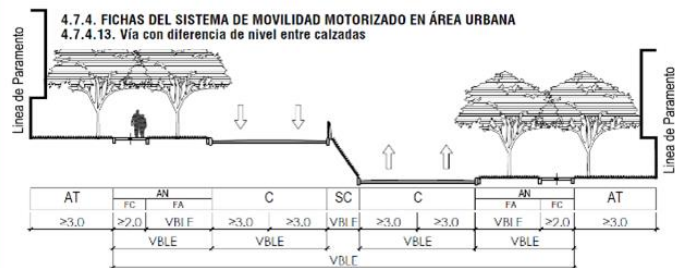 4.7.4. FICHAS DEL SISTEMA DE MOVILIDAD MOTORIZADO EN ÁREA URBANA
4.7.4.13. Vía con diferencia de nivel entre calzadas
Linea de Paramento
Linea de Paramento
AT AN C SC C AN AT
FC FA FA FC
>3.0 >2.0 VBLE >3.0 >3.0 VBLE >3.0 >3.0 VBLE >2.0 >3.0
VBLE VBLE VBLE VBLE
VBLE